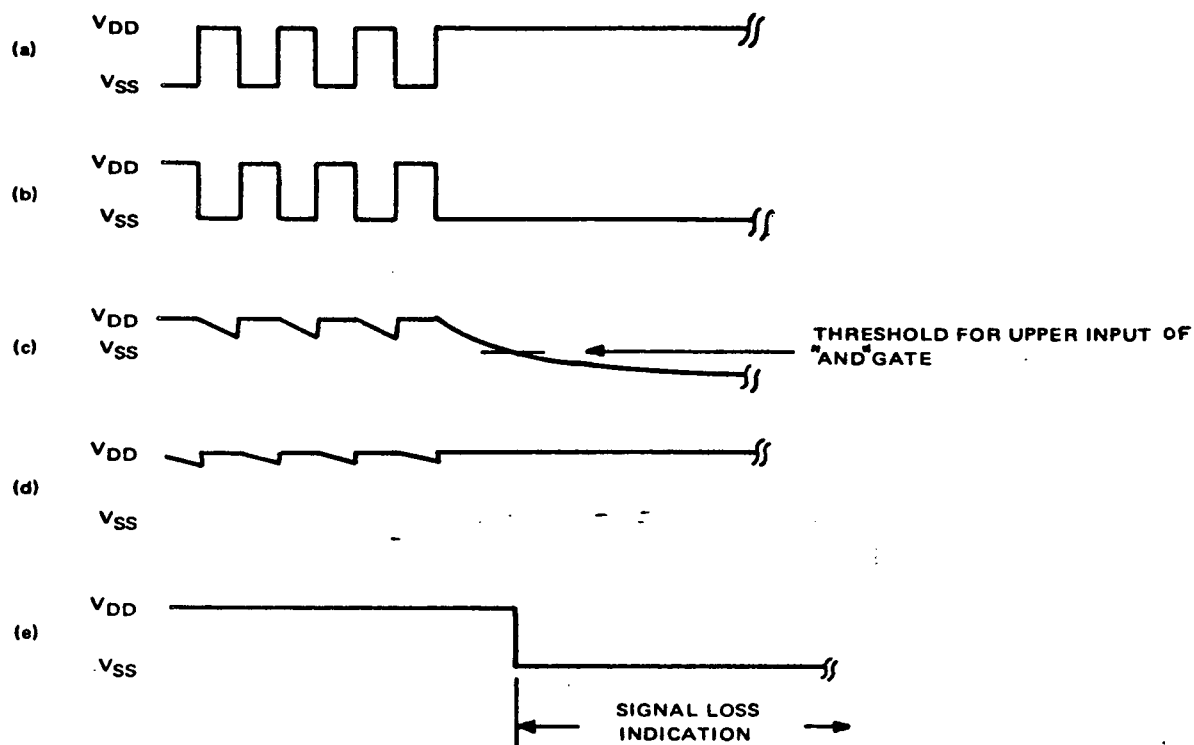 VDD
(a)
VSS
VDD
(b)
VSS
VDD
(c)
VSS
THRESHOLD FOR UPPER INPUT OF
"AND" GATE
VDD
(d)
VSS
VDD
(e)
VSS
SIGNAL LOSS
INDICATION